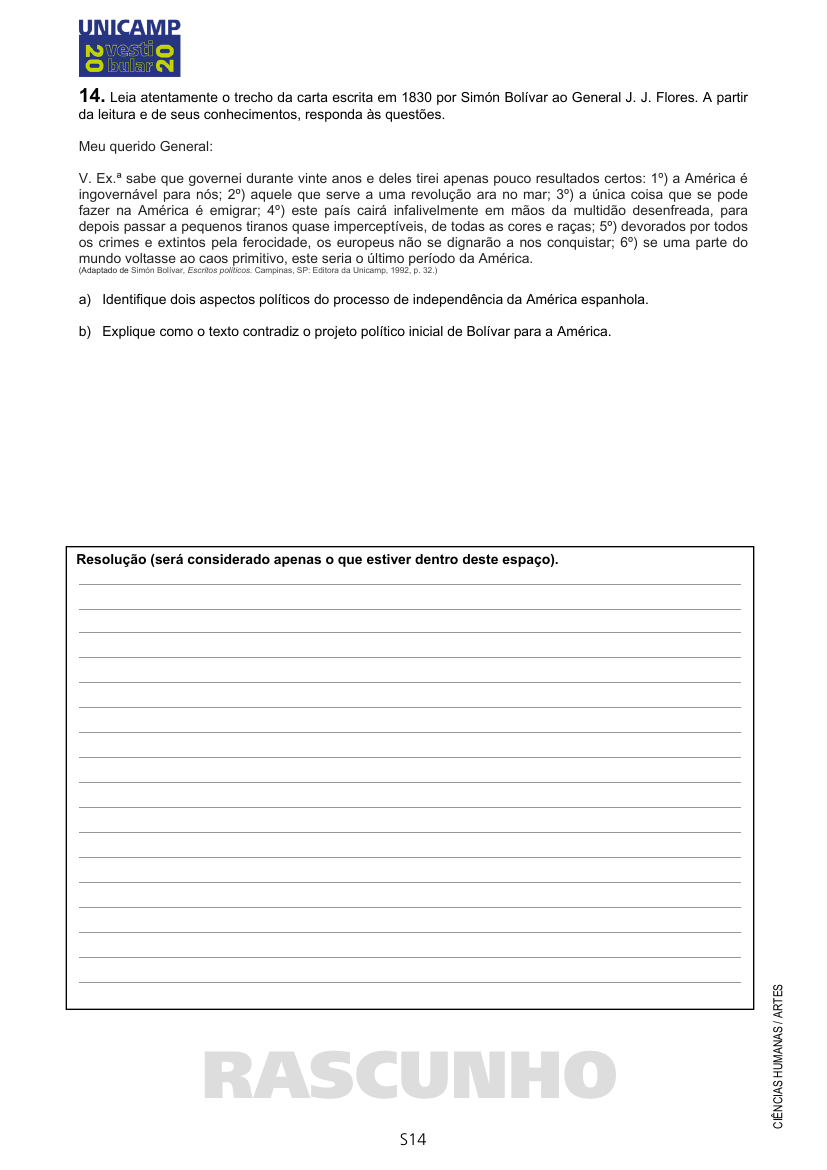 UNICAMP
20 vesti 20
bular
14. Leia atentamente o trecho da carta escrita em 1830 por Simón Bolívar ao General J. J. Flores. A partir
da leitura e de seus conhecimentos, responda às questões.
Meu querido General:
V. Ex.ª sabe que governei durante vinte anos e deles tirei apenas pouco resultados certos: 1º) a América é
ingovernável para nós; 2º) aquele que serve a uma revolução ara no mar; 3º) a única coisa que se pode
fazer na América é emigrar; 4º) este país cairá infalivelmente em mãos da multidão desenfreada, para
depois passar a pequenos tiranos quase imperceptíveis, de todas as cores e raças; 5º) devorados por todos
os crimes e extintos pela ferocidade, os europeus não se dignarão a nos conquistar; 6º) se uma parte do
mundo voltasse ao caos primitivo, este seria o último período da América.
(Adaptado de Simón Bolívar, Escritos políticos. Campinas, SP: Editora da Unicamp, 1992, p. 32.)
a) Identifique dois aspectos políticos do processo de independência da América espanhola.
b) Explique como o texto contradiz o projeto político inicial de Bolívar para a América.
Resolução (será considerado apenas o que estiver dentro deste espaço).
CIÊNCIAS HUMANAS / ARTES
RASCUNHO
S14